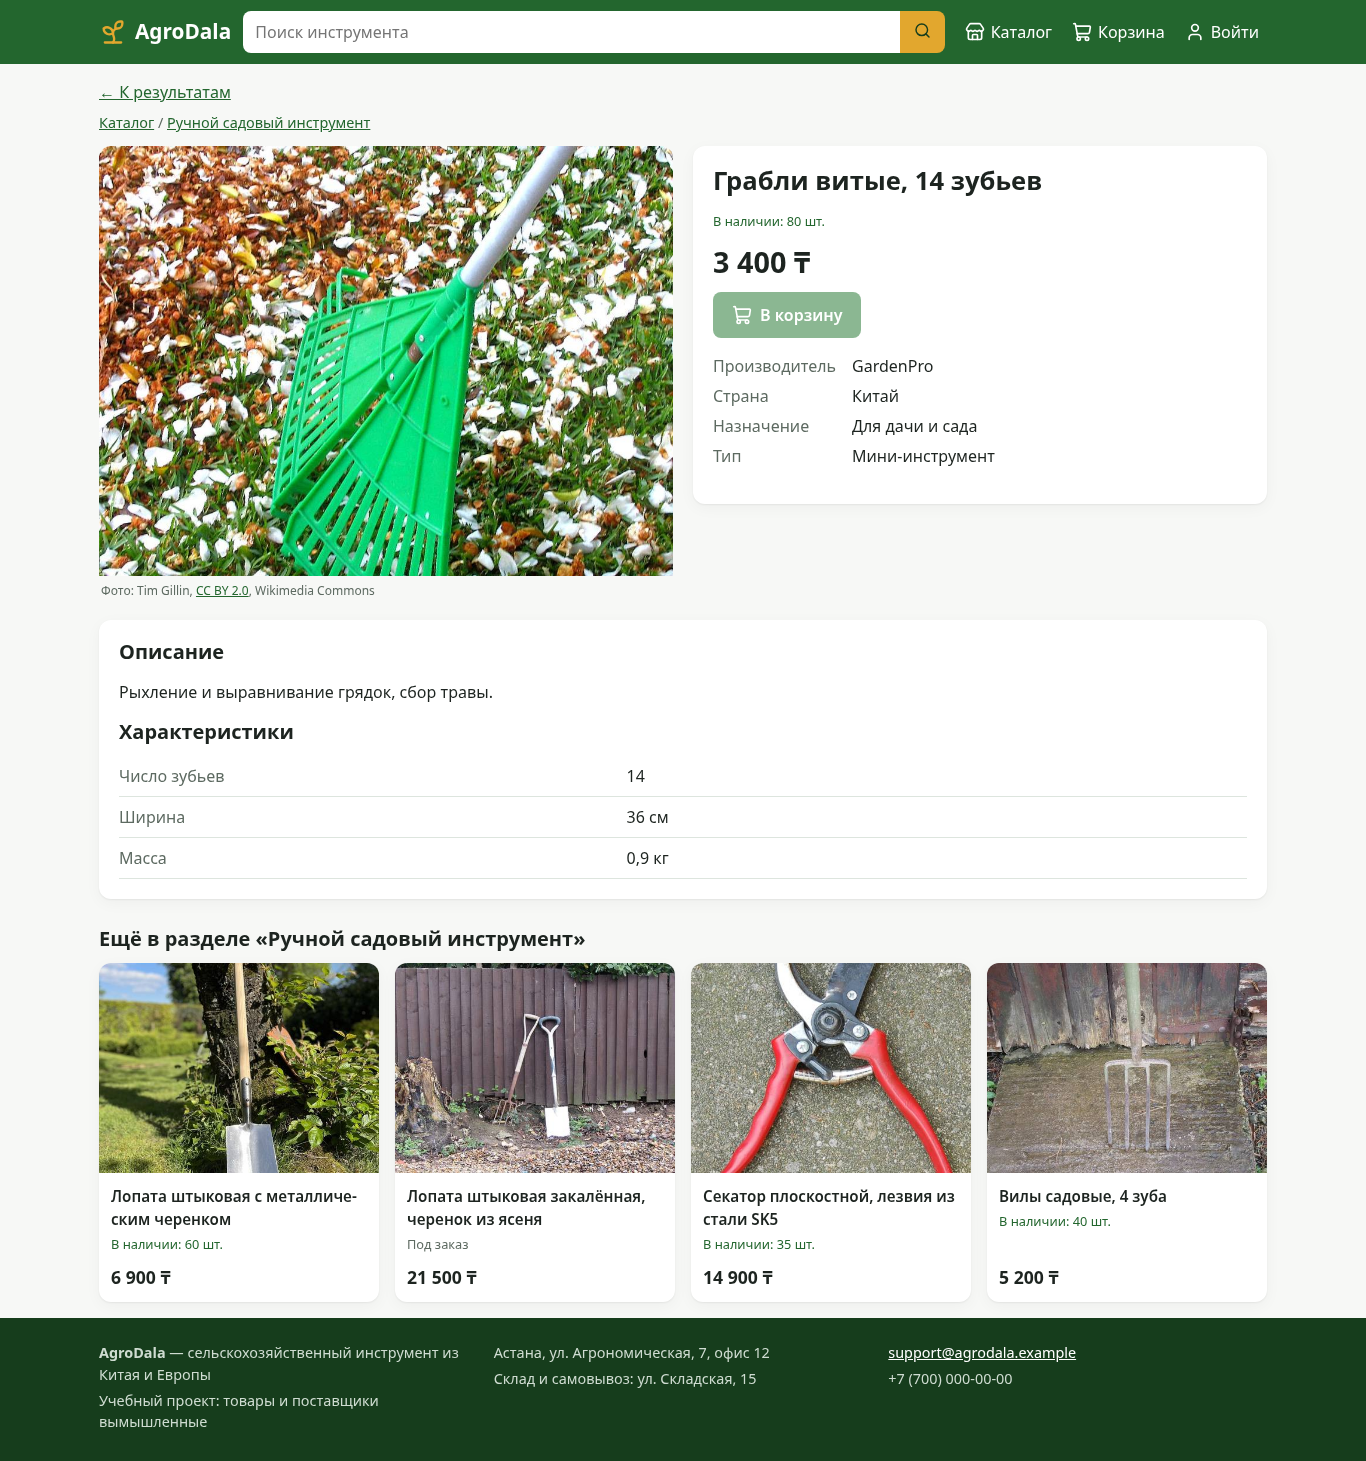 AgroDala
Поиск инструмента
Каталог
Корзина
Войти
← К результатам
Каталог / Ручной садовый инструмент
Грабли витые, 14 зубьев
В наличии: 80 шт.
3 400 ₸
В корзину
Производитель GardenPro
Страна Китай
Назначение Для дачи и сада
Тип Мини-инструмент
Фото: Tim Gillin, CC BY 2.0, Wikimedia Commons
Описание
Рыхление и выравнивание грядок, сбор травы.
Характеристики
Число зубьев 14
Ширина 36 см
Масса 0,9 кг
Ещё в разделе «Ручной садовый инструмент»
Лопата штыковая с металличе-
ским черенком
В наличии: 60 шт.
6 900 ₸
Лопата штыковая закалённая,
черенок из ясеня
Под заказ
21 500 ₸
Секатор плоскостной, лезвия из
стали SK5
В наличии: 35 шт.
14 900 ₸
Вилы садовые, 4 зуба
В наличии: 40 шт.
5 200 ₸
AgroDala — сельскохозяйственный инструмент из
Китая и Европы
Учебный проект: товары и поставщики
вымышленные
Астана, ул. Агрономическая, 7, офис 12
Склад и самовывоз: ул. Складская, 15
support@agrodala.example
+7 (700) 000-00-00